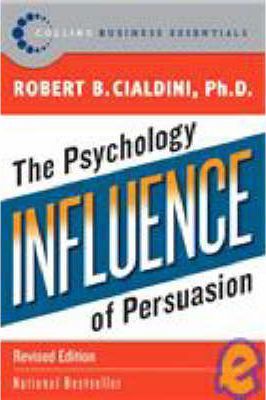 COLLINS BUSINESS ESSENTIALS
ROBERT B. CIALDINI, Ph.D.
The Psychology
INFLUENCE
of Persuasion
Revised Edition
National Bestseller
e